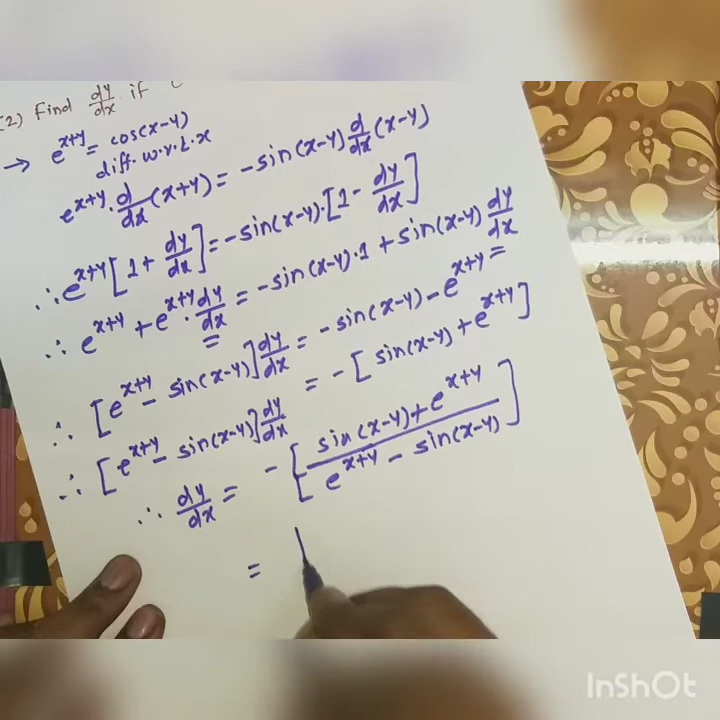 (2) Find dy/dx if
→ e^(x+y) = cos(x-y)
diff. w.r.t. x
e^(x+y) · d/dx (x+y) = -sin(x-y) d/dx (x-y)
∴ e^(x+y) [1 + dy/dx] = -sin(x-y) · [1 - dy/dx]
∴ e^(x+y) + e^(x+y) · dy/dx = -sin(x-y) · 1 + sin(x-y) dy/dx
∴ [e^(x+y) - sin(x-y)] dy/dx = -sin(x-y) - e^(x+y) =
∴ [e^(x+y) - sin(x-y)] dy/dx = -[sin(x-y) + e^(x+y)]
∴ dy/dx = -[(sin(x-y) + e^(x+y)) / (e^(x+y) - sin(x-y))]
=
InShOt